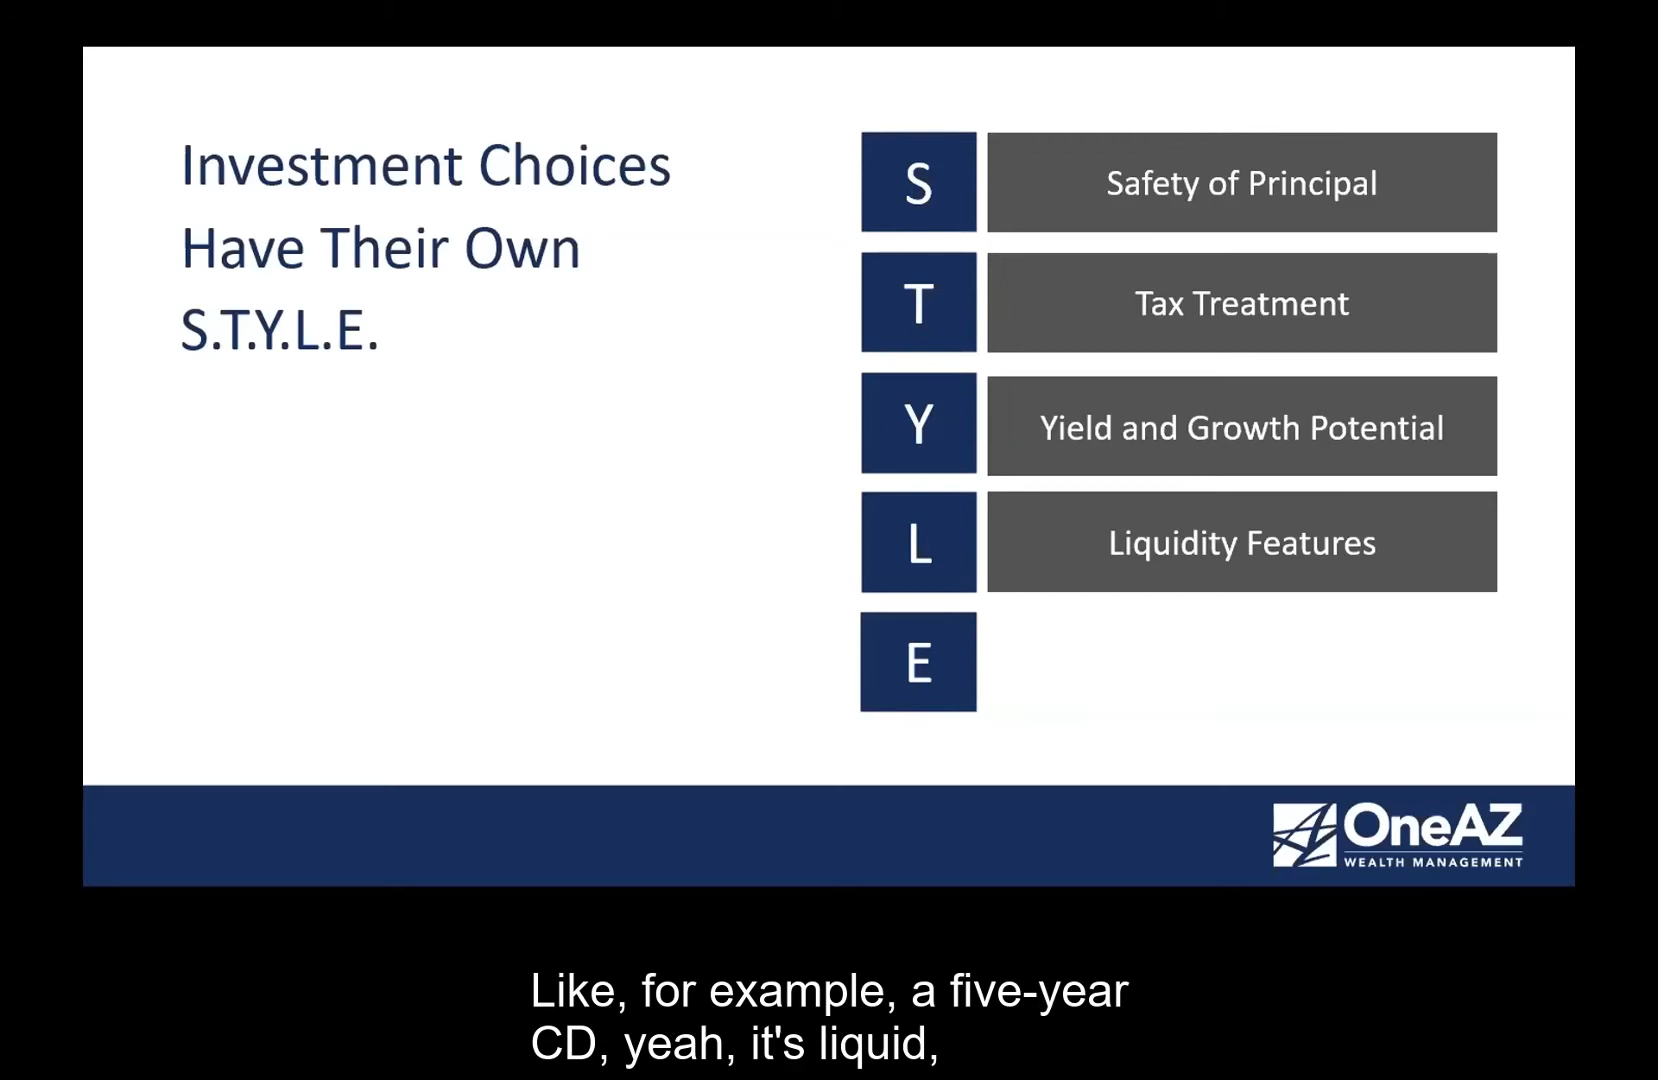 Investment Choices
Have Their Own
S.T.Y.L.E.
S
Safety of Principal
T
Tax Treatment
Y
Yield and Growth Potential
L
Liquidity Features
E
OneAZ
WEALTH MANAGEMENT
Like, for example, a five-year
CD, yeah, it's liquid,